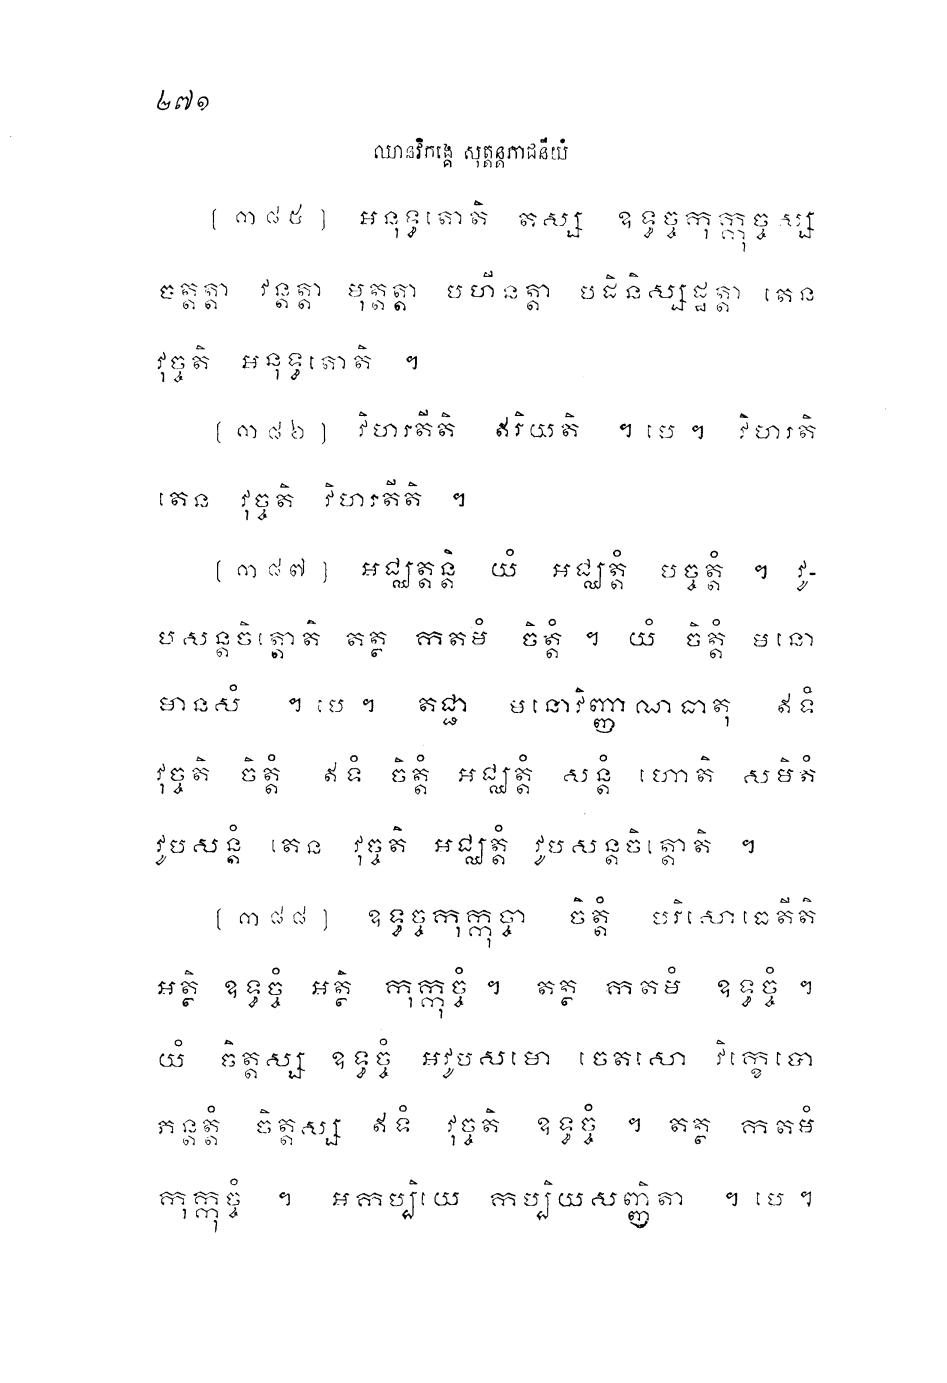 ២៧១
ឈានវិភង្គេ សុត្តន្តភាជនីយំ
[ ៣៨៥ ] អនុទ្ធតោតិ តស្ស ឧទ្ធច្ចកុក្កុច្ចស្ស
ចត្តត្តា វន្តត្តា មុត្តត្តា បហីនត្តា បដិនិស្សដ្ឋត្តា តេន
វុច្ចតិ អនុទ្ធតោតិ ។
[ ៣៨៦ ] វិហរតីតិ ឥរិយតិ ។ បេ ។ វិហរតិ
តេន វុច្ចតិ វិហរតីតិ ។
[ ៣៨៧ ] អជ្ឈត្តន្តិ យំ អជ្ឈត្តំ បច្ចត្តំ ។ វូ-
បសន្តចិត្តោតិ តត្ថ កតមំ ចិត្តំ ។ យំ ចិត្តំ មនោ
មានសំ ។ បេ ។ តជ្ជា មនោវិញ្ញាណធាតុ ឥទំ
វុច្ចតិ ចិត្តំ ឥទំ ចិត្តំ អជ្ឈត្តំ សន្តំ ហោតិ សមិតំ
វូបសន្តំ តេន វុច្ចតិ អជ្ឈត្តំ វូបសន្តចិត្តោតិ ។
[ ៣៨៨ ] ឧទ្ធច្ចកុក្កុច្ចា ចិត្តំ បរិសោធេតីតិ
អត្ថិ ឧទ្ធច្ចំ អត្ថិ កុក្កុច្ចំ ។ តត្ថ កតមំ ឧទ្ធច្ចំ ។
យំ ចិត្តស្ស ឧទ្ធច្ចំ អវូបសមោ ចេតសោ វិក្ខេបោ
ភន្តត្តំ ចិត្តស្ស ឥទំ វុច្ចតិ ឧទ្ធច្ចំ ។ តត្ថ កតមំ
កុក្កុច្ចំ ។ អកប្បិយេ កប្បិយសញ្ញិតា ។ បេ ។